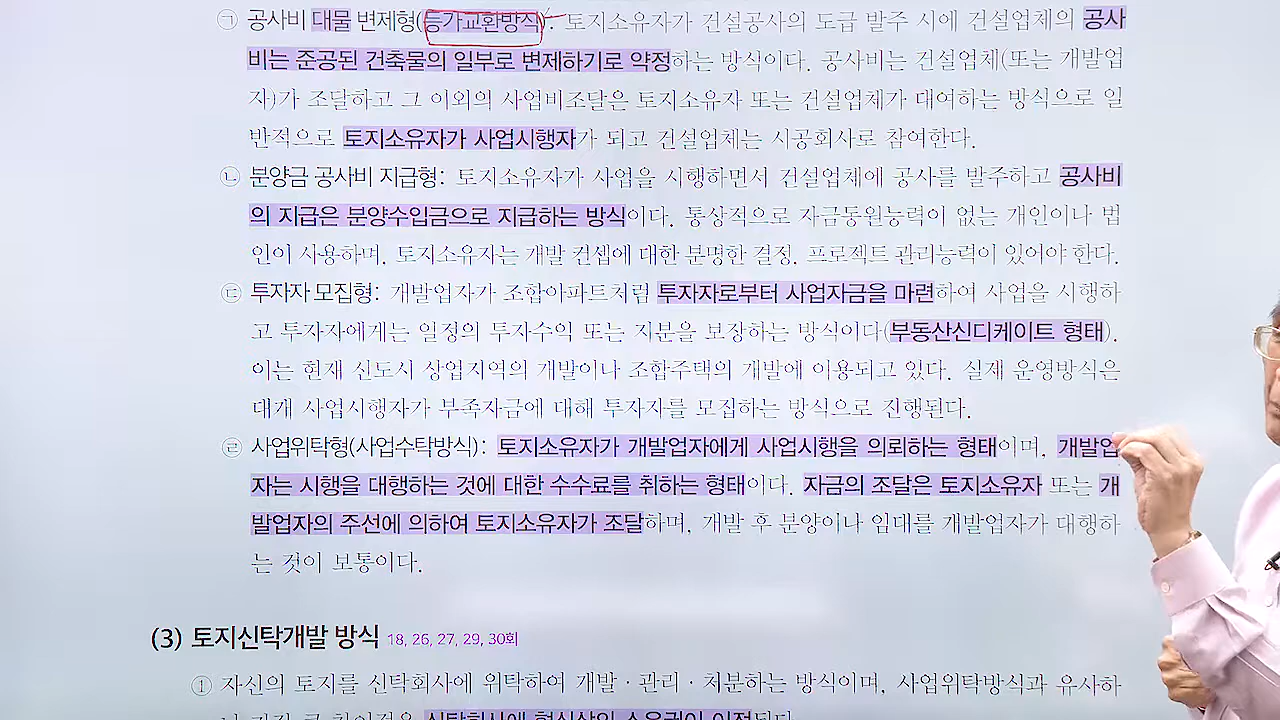 ㉠ 공사비 대물 변제형(등가교환방식): 토지소유자가 건설공사의 도급 발주 시에 건설업체의 공사
비는 준공된 건축물의 일부로 변제하기로 약정하는 방식이다. 공사비는 건설업체(또는 개발업
자)가 조달하고 그 이외의 사업비조달은 토지소유자 또는 건설업체가 대여하는 방식으로 일
반적으로 토지소유자가 사업시행자가 되고 건설업체는 시공회사로 참여한다.
㉡ 분양금 공사비 지급형: 토지소유자가 사업을 시행하면서 건설업체에 공사를 발주하고 공사비
의 지급은 분양수입금으로 지급하는 방식이다. 통상적으로 자금동원능력이 없는 개인이나 법
인이 사용하며, 토지소유자는 개발 컨셉에 대한 분명한 결정, 프로젝트 관리능력이 있어야 한다.
㉢ 투자자 모집형: 개발업자가 조합아파트처럼 투자자로부터 사업자금을 마련하여 사업을 시행하
고 투자자에게는 일정의 투자수익 또는 지분을 보장하는 방식이다(부동산신디케이트 형태).
이는 현재 신도시 상업지역의 개발이나 조합주택의 개발에 이용되고 있다. 실제 운영방식은
대개 사업시행자가 부족자금에 대해 투자자를 모집하는 방식으로 진행된다.
㉣ 사업위탁형(사업수탁방식): 토지소유자가 개발업자에게 사업시행을 의뢰하는 형태이며, 개발업
자는 시행을 대행하는 것에 대한 수수료를 취하는 형태이다. 자금의 조달은 토지소유자 또는 개
발업자의 주선에 의하여 토지소유자가 조달하며, 개발 후 분양이나 임대를 개발업자가 대행하
는 것이 보통이다.
(3) 토지신탁개발 방식 18, 26, 27, 29, 30회
① 자신의 토지를 신탁회사에 위탁하여 개발·관리·처분하는 방식이며, 사업위탁방식과 유사하
신탁회사에 형식상의 소유권이 이전된다.